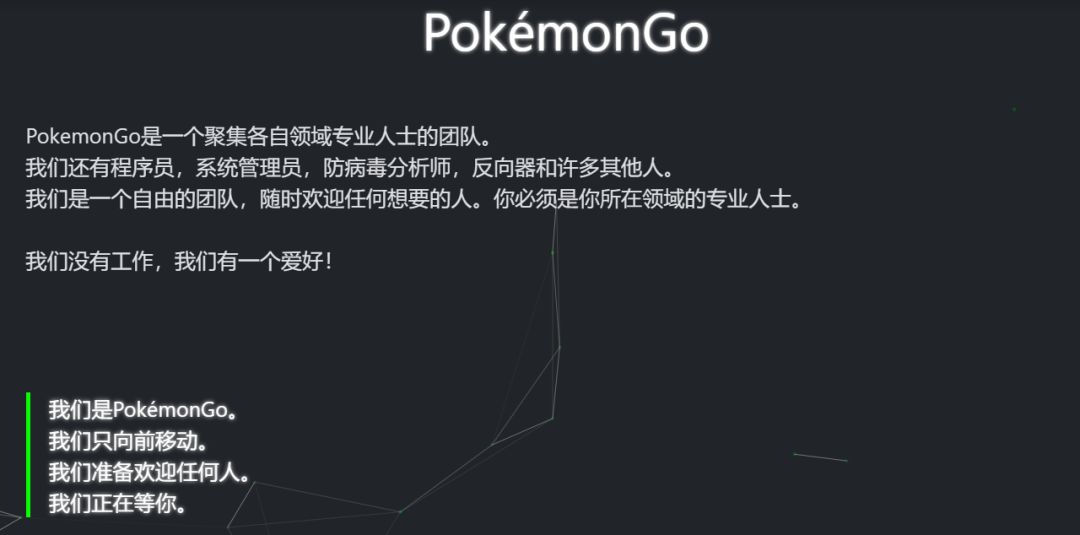 PokémonGo
PokemonGo是一个聚集各自领域专业人士的团队。
我们还有程序员，系统管理员，防病毒分析师，反向器和许多其他人。
我们是一个自由的团队，随时欢迎任何想要的人。你必须是你所在领域的专业人士。
我们没有工作，我们有一个爱好！
我们是PokémonGo。
我们只向前移动。
我们准备欢迎任何人。
我们正在等你。